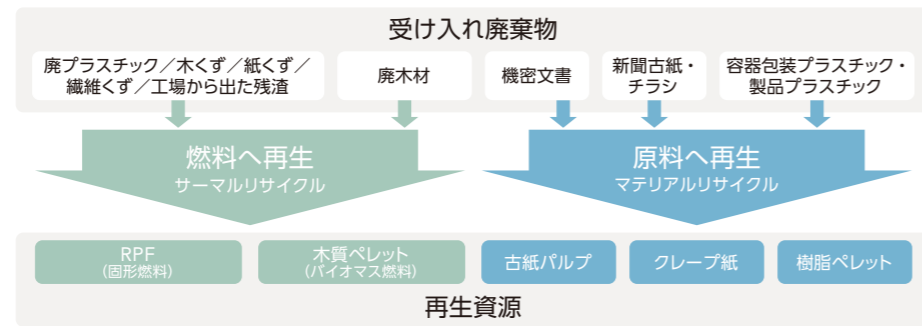 受け入れ廃棄物
廃プラスチック／木くず／紙くず／
繊維くず／工場から出た残渣
廃木材
機密文書
新聞古紙・
チラシ
容器包装プラスチック・
製品プラスチック
燃料へ再生
サーマルリサイクル
原料へ再生
マテリアルリサイクル
RPF
（固形燃料）
木質ペレット
（バイオマス燃料）
古紙パルプ
クレープ紙
樹脂ペレット
再生資源